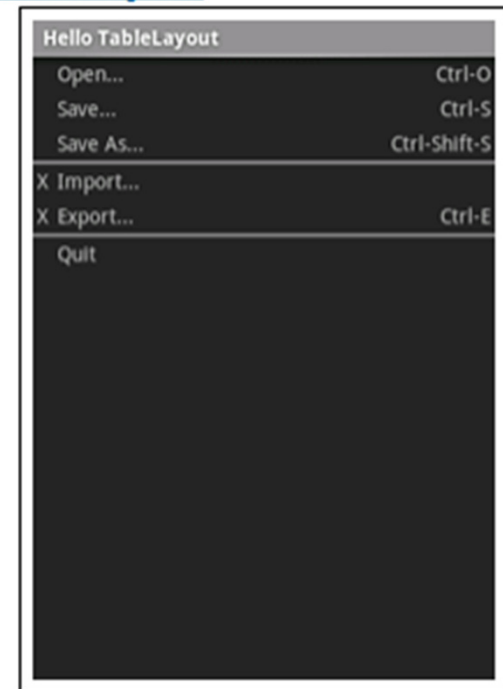 Hello TableLayout
Open... Ctrl-O
Save... Ctrl-S
Save As... Ctrl-Shift-S
X Import...
X Export... Ctrl-E
Quit